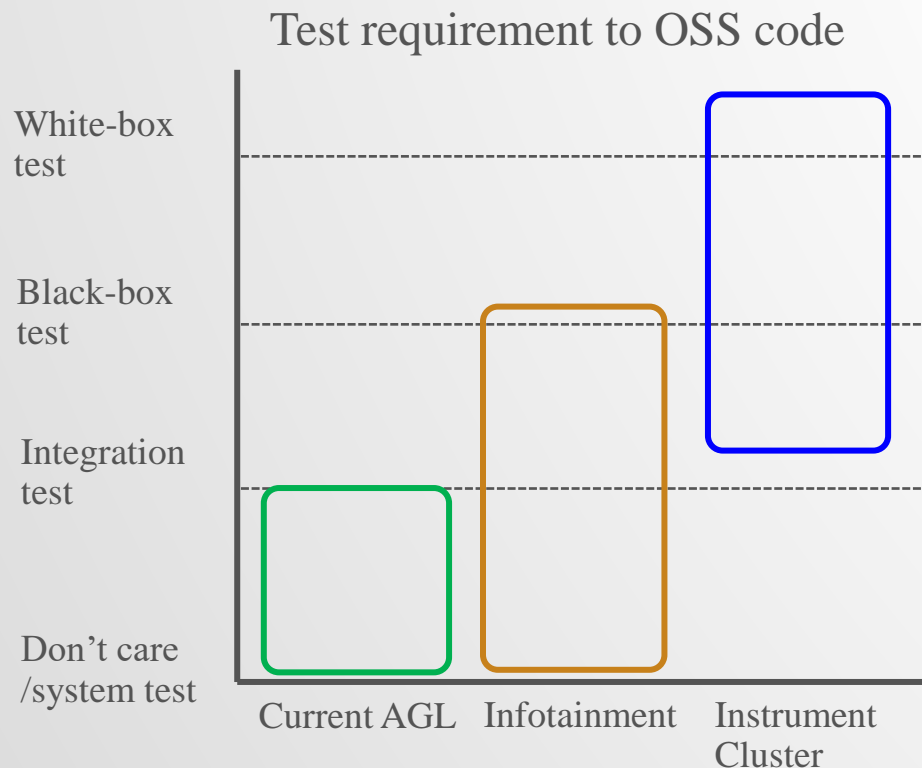 Test requirement to OSS code
White-box
test
Black-box
test
Integration
test
Don’t care
/system test
Current AGL
Infotainment
Instrument
Cluster